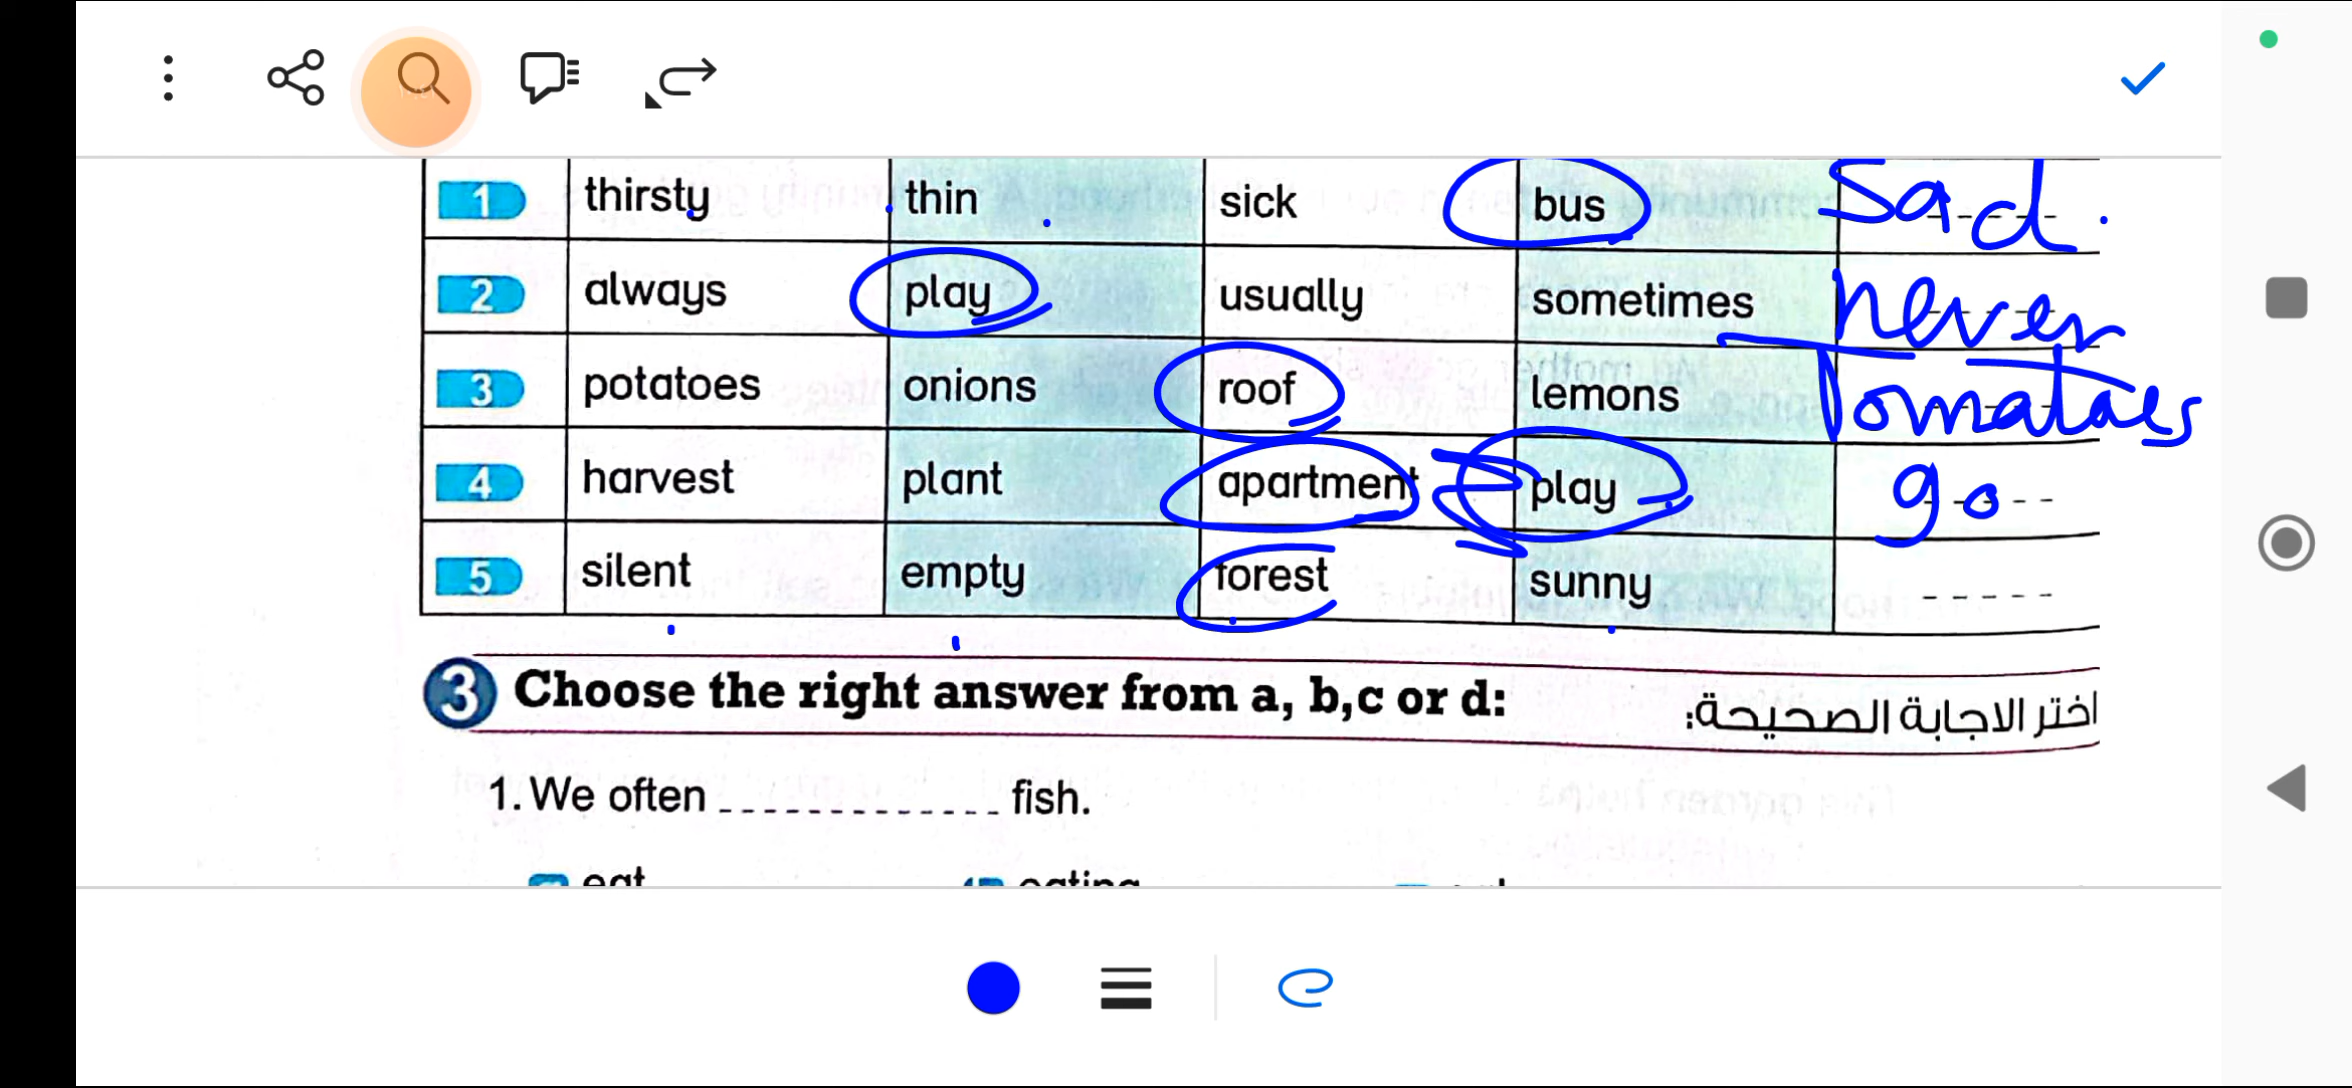 1 thirsty thin sick bus sad.
2 always play usually sometimes never
3 potatoes onions roof lemons Tomatoes
4 harvest plant apartment play go
5 silent empty forest sunny -----
3 Choose the right answer from a, b,c or d: اختر الاجابة الصحيحة:
1. We often ------------- fish.
eat eating